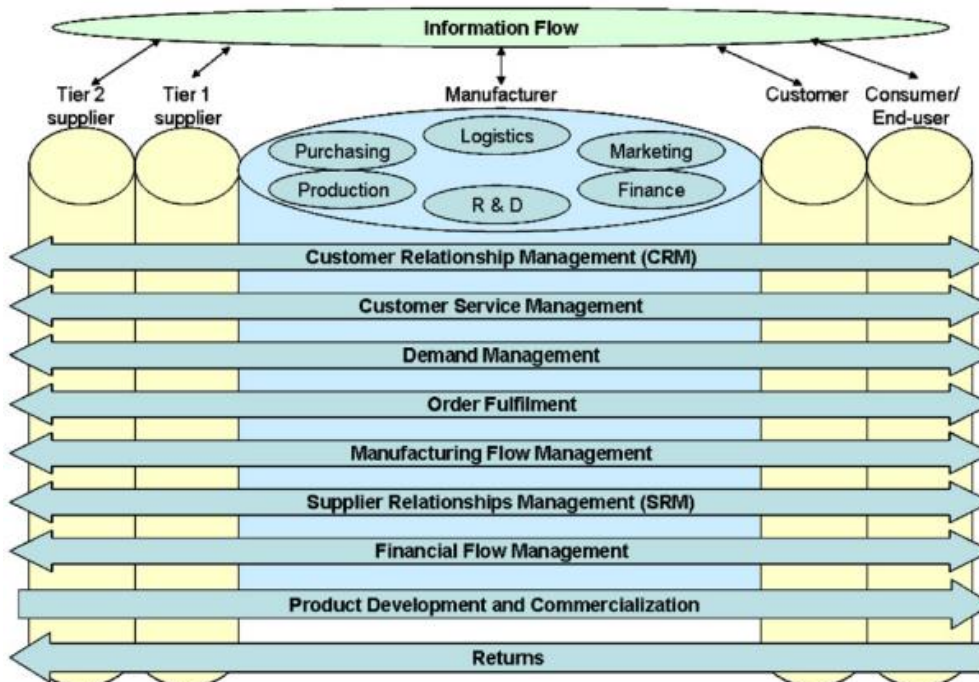 Information Flow
Tier 2
supplier
Tier 1
supplier
Manufacturer
Customer
Consumer/
End-user
Logistics
Purchasing
Marketing
Production
R & D
Finance
Customer Relationship Management (CRM)
Customer Service Management
Demand Management
Order Fulfilment
Manufacturing Flow Management
Supplier Relationships Management (SRM)
Financial Flow Management
Product Development and Commercialization
Returns